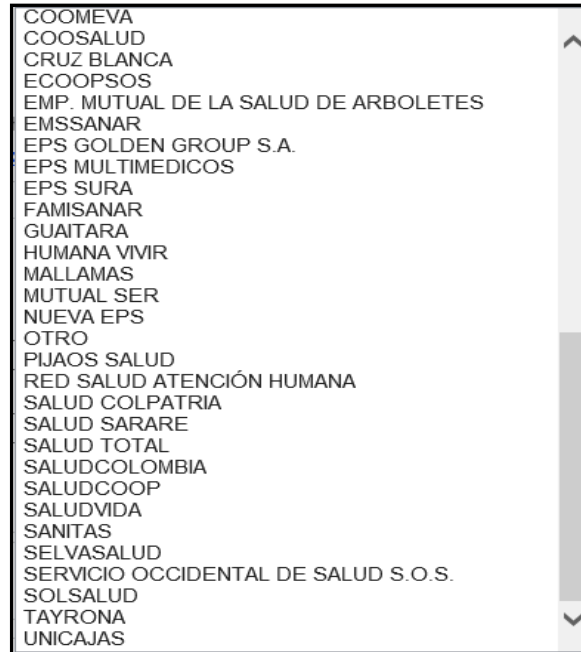 COOMEVA
COOSALUD
CRUZ BLANCA
ECOOPSOS
EMP. MUTUAL DE LA SALUD DE ARBOLETES
EMSSANAR
EPS GOLDEN GROUP S.A.
EPS MULTIMEDICOS
EPS SURA
FAMISANAR
GUAITARA
HUMANA VIVIR
MALLAMAS
MUTUAL SER
NUEVA EPS
OTRO
PIJAOS SALUD
RED SALUD ATENCIÓN HUMANA
SALUD COLPATRIA
SALUD SARARE
SALUD TOTAL
SALUDCOLOMBIA
SALUDCOOP
SALUDVIDA
SANITAS
SELVASALUD
SERVICIO OCCIDENTAL DE SALUD S.O.S.
SOLSALUD
TAYRONA
UNICAJAS